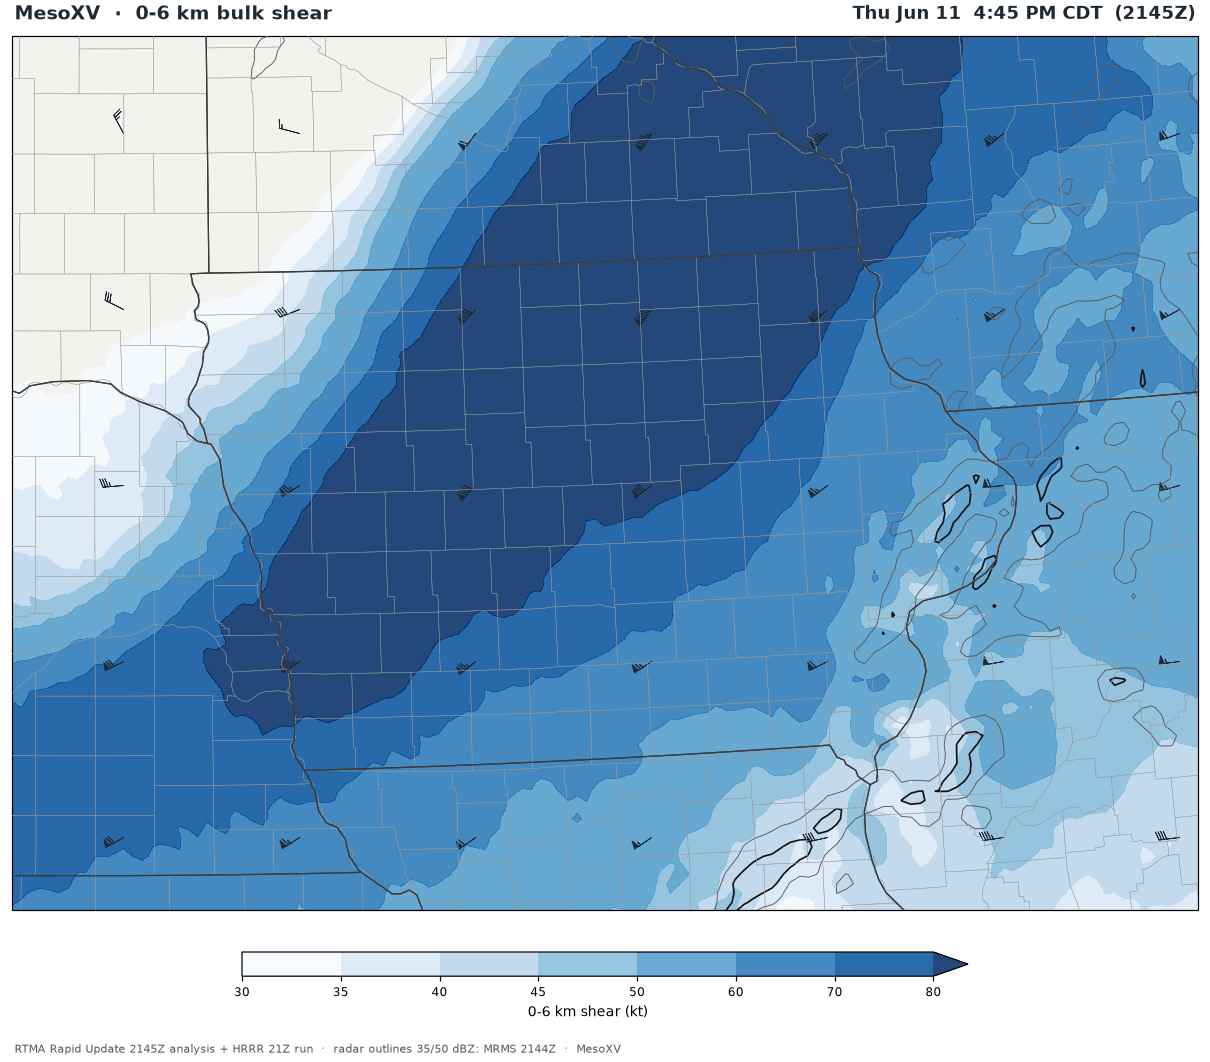 MesoXV · 0-6 km bulk shear
Thu Jun 11 4:45 PM CDT (2145Z)
30 35 40 45 50 60 70 80
0-6 km shear (kt)
RTMA Rapid Update 2145Z analysis + HRRR 21Z run · radar outlines 35/50 dBZ: MRMS 2144Z · MesoXV